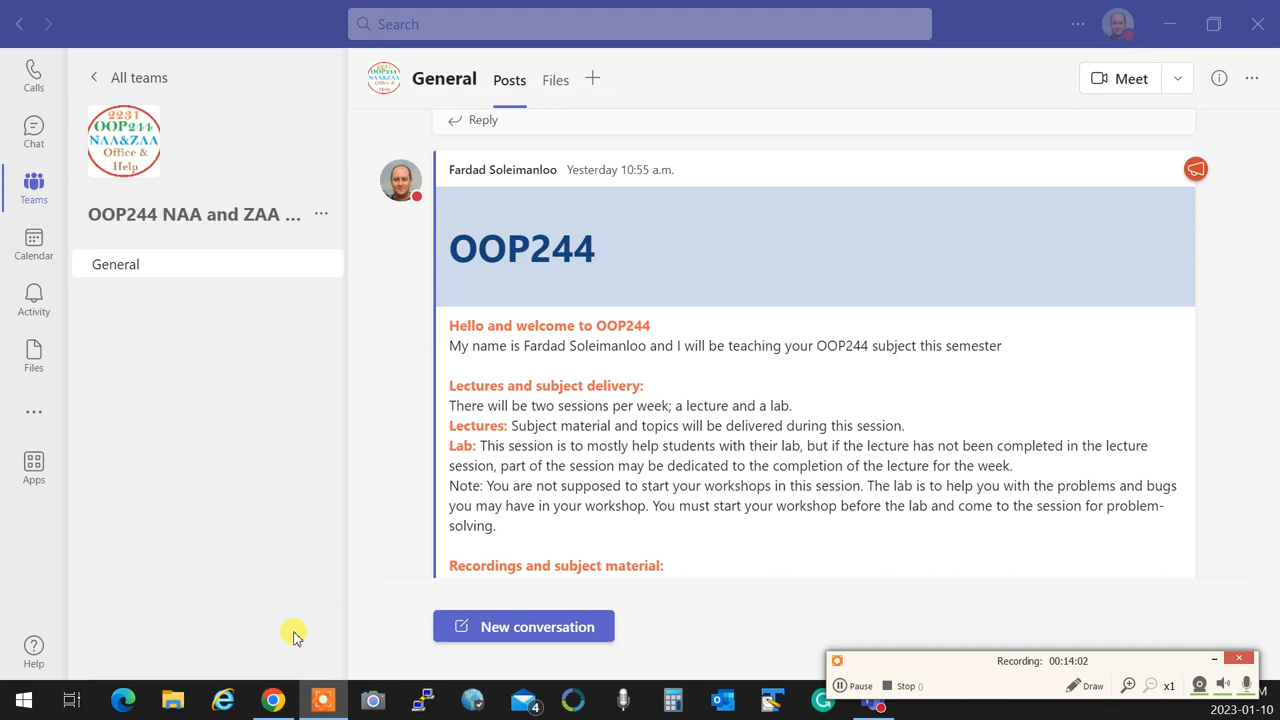 Search
Calls
Chat
Teams
Calendar
Activity
Files
Apps
Help
All teams
2231
OOP244
NAA&ZAA
Office &
Help
OOP244 NAA and ZAA ...
General
2231
OOP244
NAA&ZAA
Office &
Help
General Posts Files
Meet
Reply
Fardad Soleimanloo Yesterday 10:55 a.m.
OOP244
Hello and welcome to OOP244
My name is Fardad Soleimanloo and I will be teaching your OOP244 subject this semester
Lectures and subject delivery:
There will be two sessions per week; a lecture and a lab.
Lectures: Subject material and topics will be delivered during this session.
Lab: This session is to mostly help students with their lab, but if the lecture has not been completed in the lecture
session, part of the session may be dedicated to the completion of the lecture for the week.
Note: You are not supposed to start your workshops in this session. The lab is to help you with the problems and bugs
you may have in your workshop. You must start your workshop before the lab and come to the session for problem-
solving.
Recordings and subject material:
New conversation
Recording: 00:14:02
Pause Stop () Draw x1
4
M
2023-01-10